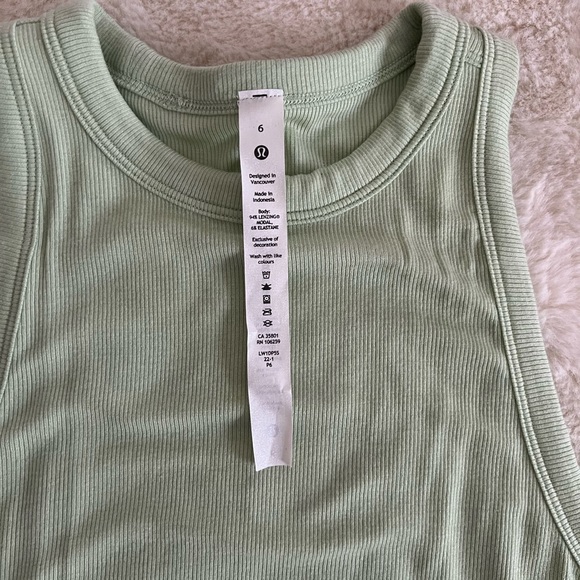 6
Designed in
Vancouver
Made in
Indonesia
Body:
94% LENZING®
MODAL,
6% ELASTANE
Exclusive of
decoration
Wash with like
colours
CA 35801
RN 106259
LW1DPSS
22-1
P6